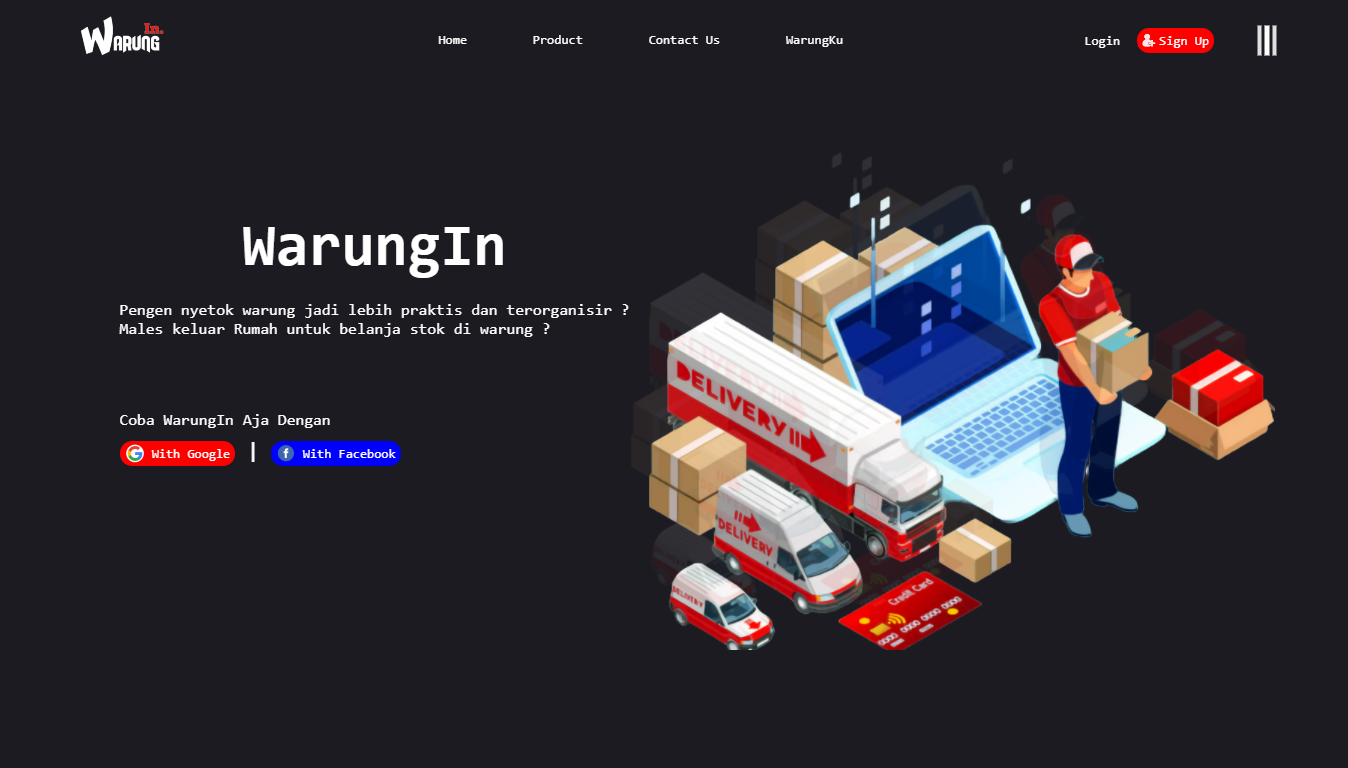 Warung In.
Home
Product
Contact Us
WarungKu
Login
Sign Up
WarungIn
Pengen nyetok warung jadi lebih praktis dan terorganisir ?
Males keluar Rumah untuk belanja stok di warung ?
Coba WarungIn Aja Dengan
With Google
With Facebook
DELIVERY
DELIVERY
DELIVERY
Credit Card
0000 0000 0000 0000